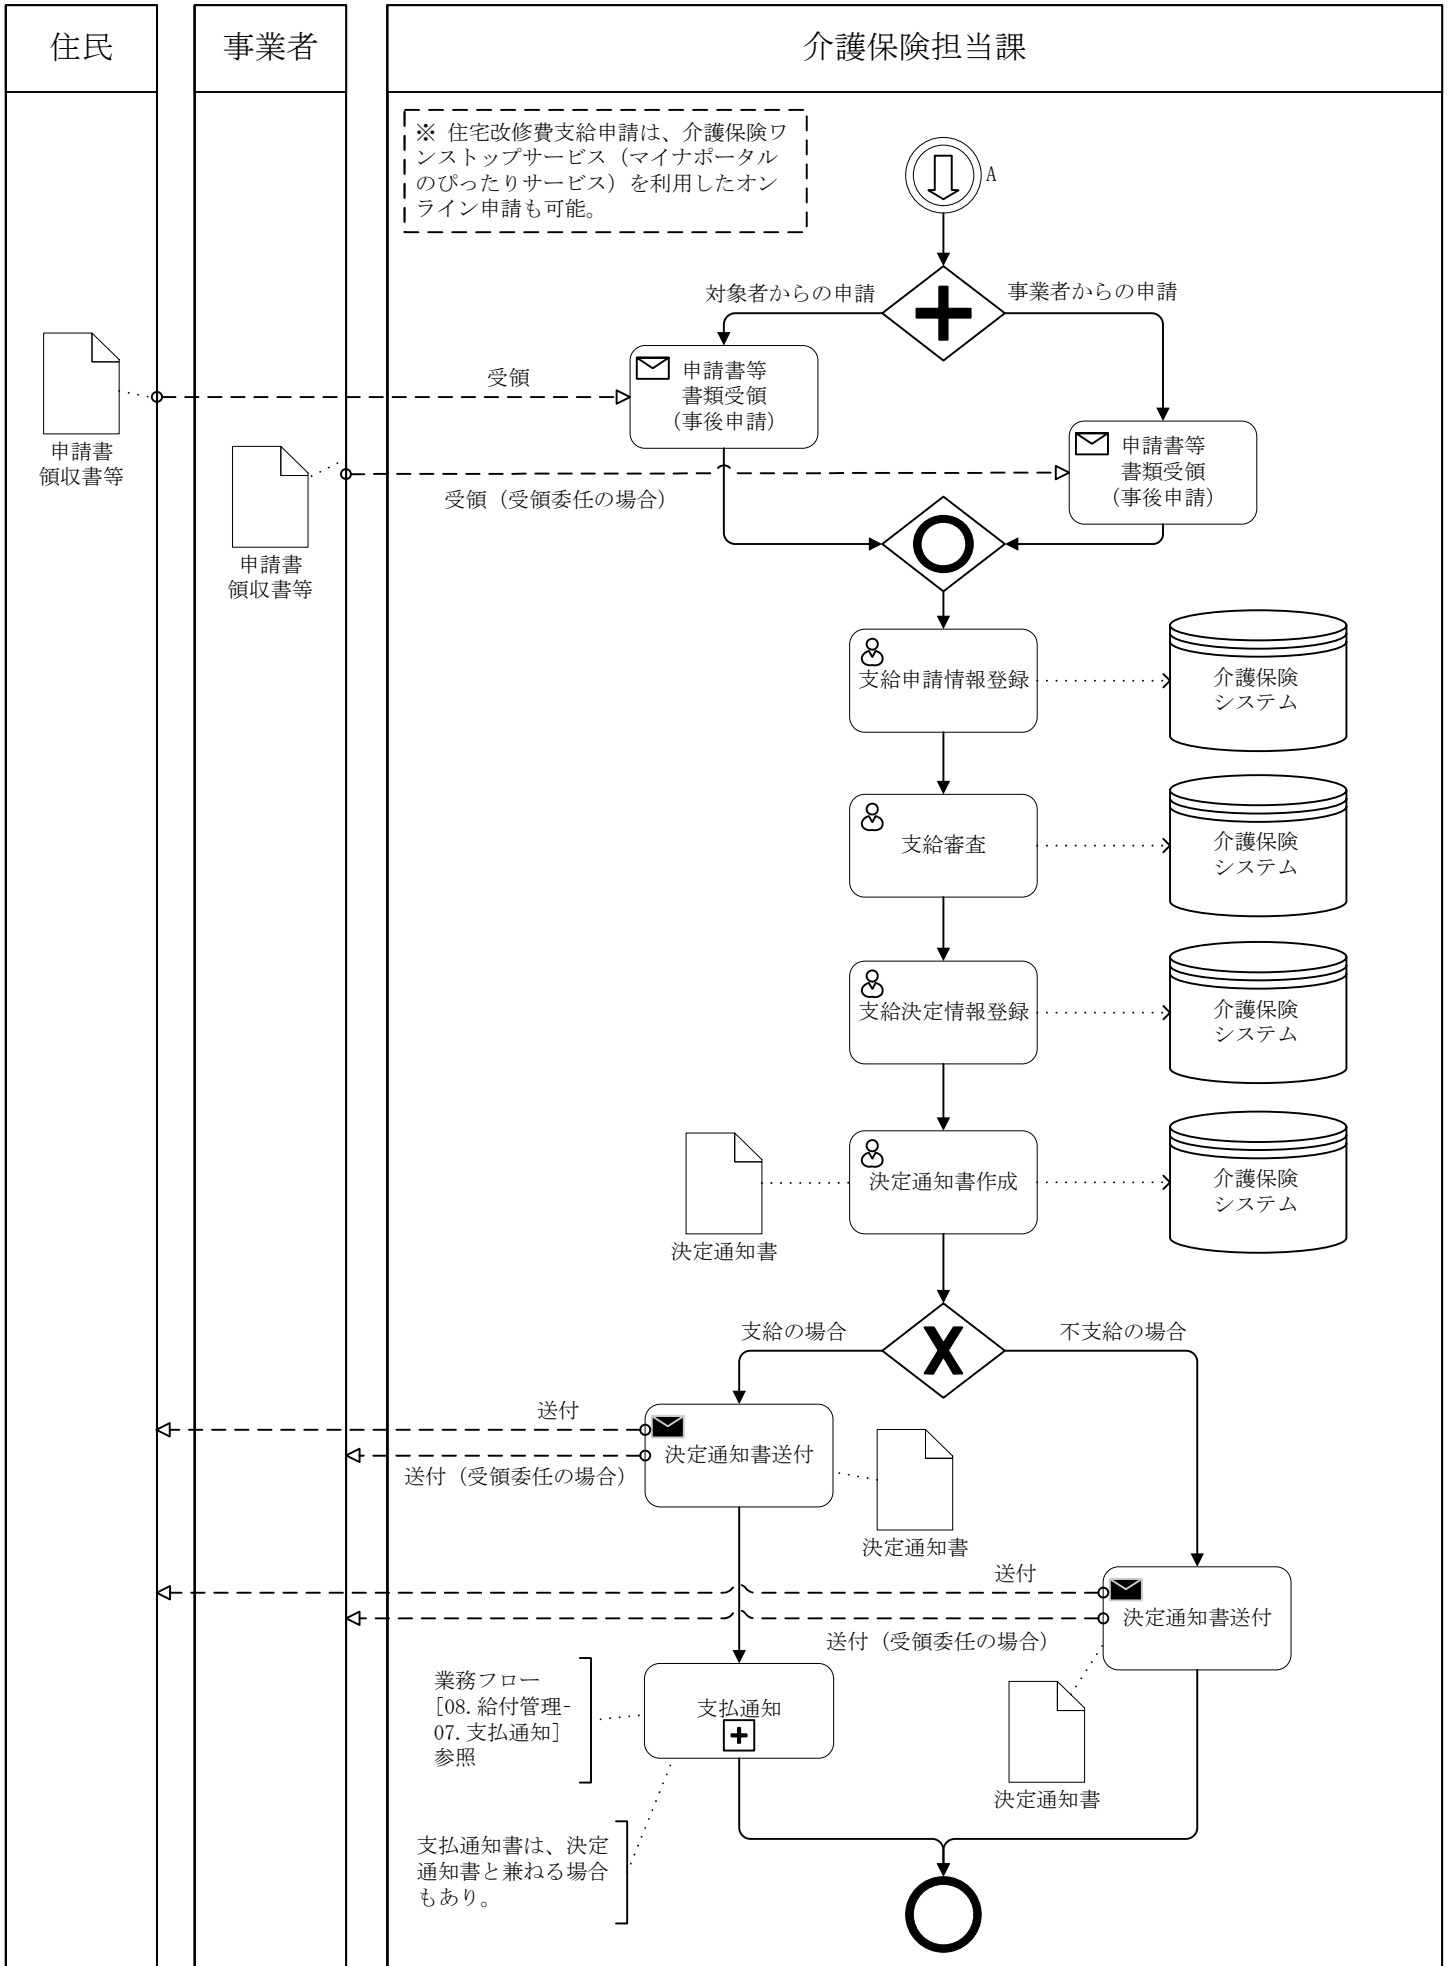 住民
事業者
介護保険担当課
※ 住宅改修費支給申請は、介護保険ワ
ンストップサービス（マイナポータル
のぴったりサービス）を利用したオン
ライン申請も可能。
A
対象者からの申請
事業者からの申請
申請書等
書類受領
（事後申請）
受領
申請書
領収書等
申請書等
書類受領
（事後申請）
受領（受領委任の場合）
申請書
領収書等
支給申請情報登録
介護保険
システム
支給審査
介護保険
システム
支給決定情報登録
介護保険
システム
決定通知書作成
決定通知書
介護保険
システム
支給の場合
不支給の場合
送付
決定通知書送付
送付（受領委任の場合）
決定通知書
送付
決定通知書送付
送付（受領委任の場合）
決定通知書
業務フロー
[08.給付管理-
07.支払通知]
参照
支払通知
支払通知書は、決定
通知書と兼ねる場合
もあり。